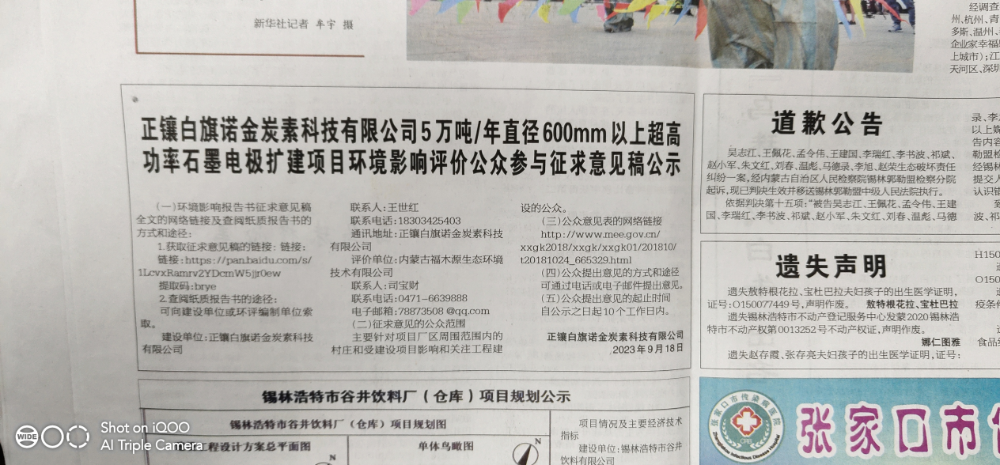 新华社记者 牟宇 摄
经调查
州、杭州、青
多斯、温州、
企业家幸福
上城市);江
天河区、深圳
正镶白旗诺金炭素科技有限公司5万吨/年直径600mm以上超高
功率石墨电极扩建项目环境影响评价公众参与征求意见稿公示
(一)环境影响报告书征求意见稿
全文的网络链接及查阅纸质报告书的
方式和途径:
1.获取征求意见稿的链接: 链接:
链接:https://pan.baidu.com/s/
1LcvxRamrv2YDcmW5jjr0ew
提取码:brye
2.查阅纸质报告书的途径:
可向建设单位或环评编制单位索
取。
建设单位:正镶白旗诺金炭素科技
有限公司
联系人:王世红
联系电话:18303425403
通讯地址:正镶白旗诺金炭素科技
有限公司
评价单位:内蒙古福木源生态环境
技术有限公司
联系人:司宝财
联系电话:0471-6639888
电子邮箱:78873508@qq.com
(二)征求意见的公众范围
主要针对项目厂区周围范围内的
村庄和受建设项目影响和关注工程建
设的公众。
(三)公众意见表的网络链接
http://www.mee.gov.cn/
xxgk2018/xxgk/xxgk01/201810/
t20181024_665329.html
(四)公众提出意见的方式和途径
可通过电话或电子邮件提出意见。
(五)公众提出意见的起止时间
自公示之日起10个工作日内。
正镶白旗诺金炭素科技有限公司
2023年9月18日
道歉公告
吴志江、王佩花、孟令伟、王建国、李瑞红、李书波、祁斌、
赵小军、朱文红、刘春、温彪、马德录、李旭、赵荣生态破坏责任
纠纷一案,经内蒙古自治区人民检察院锡林郭勒盟检察分院
起诉,现已判决生效并移送锡林郭勒盟中级人民法院执行。
依据判决第十五项:“被告吴志江、王佩花、孟令伟、王建
国、李瑞红、李书波、祁斌、赵小军、朱文红、刘春、温彪、马德
录、李
以上媒
告内容
勒盟检
经锡林
提交人
认识错
波、祁
遗失声明
遗失敖特根花拉、宝杜巴拉夫妇孩子的出生医学证明,
证号:O150077449号,声明作废。 敖特根花拉、宝杜巴拉
遗失锡林浩特市不动产登记服务中心发蒙2020锡林浩
特市不动产权第0013252号不动产权证,声明作废。
娜仁图雅
遗失赵存霞、张存亮夫妇孩子的出生医学证明,证号:
H150
O150
疫条件
食品经
锡林浩特市谷井饮料厂(仓库)项目规划公示
锡林浩特市谷井饮料厂(仓库)项目规划图
工程设计方案总平面图
N
单体鸟瞰图
N
项目情况及主要经济技术
指标
建设单位:锡林浩特市谷井
饮料有限公司
张家口市传染病医院
Zhangjiakou Infectious Disease Hospital
张家口市
WIDE
Shot on iQOO
AI Triple Camera